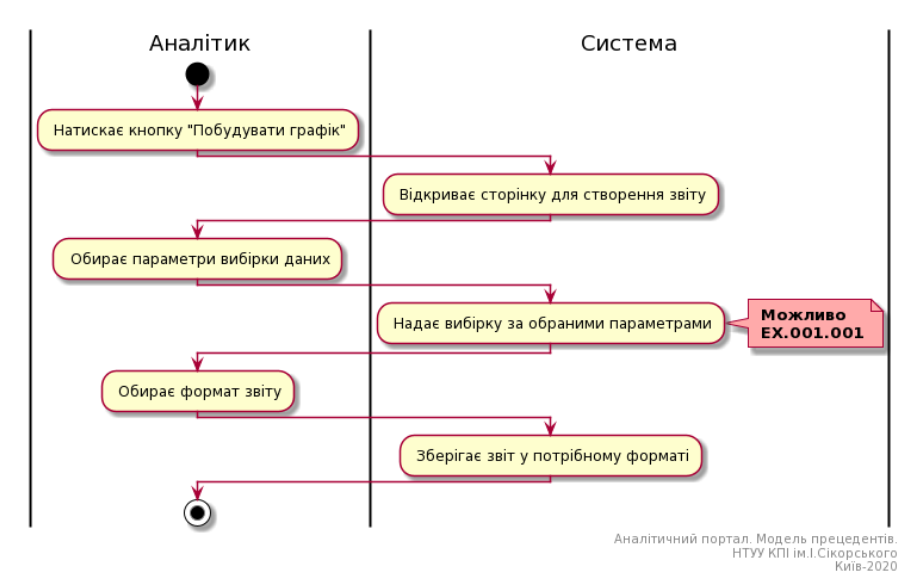 Аналітик
Система
Натискає кнопку "Побудувати графік"
Відкриває сторінку для створення звіту
Обирає параметри вибірки даних
Надає вибірку за обраними параметрами
Можливо
EX.001.001
Обирає формат звіту
Зберігає звіт у потрібному форматі
Аналітичний портал. Модель прецедентів.
НТУУ КПІ ім.І.Сікорського
Київ-2020